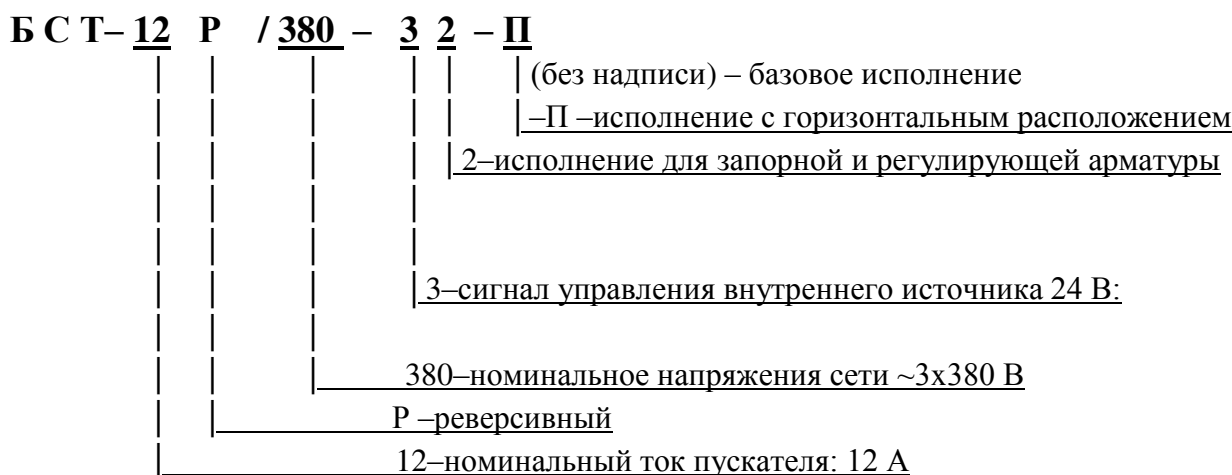 Б С Т– 12 Р / 380 – 3 2 – П
(без надписи) – базовое исполнение
–П –исполнение с горизонтальным расположением
2–исполнение для запорной и регулирующей арматуры
3–сигнал управления внутреннего источника 24 В:
380–номинальное напряжения сети ~3х380 В
Р –реверсивный
12–номинальный ток пускателя: 12 А